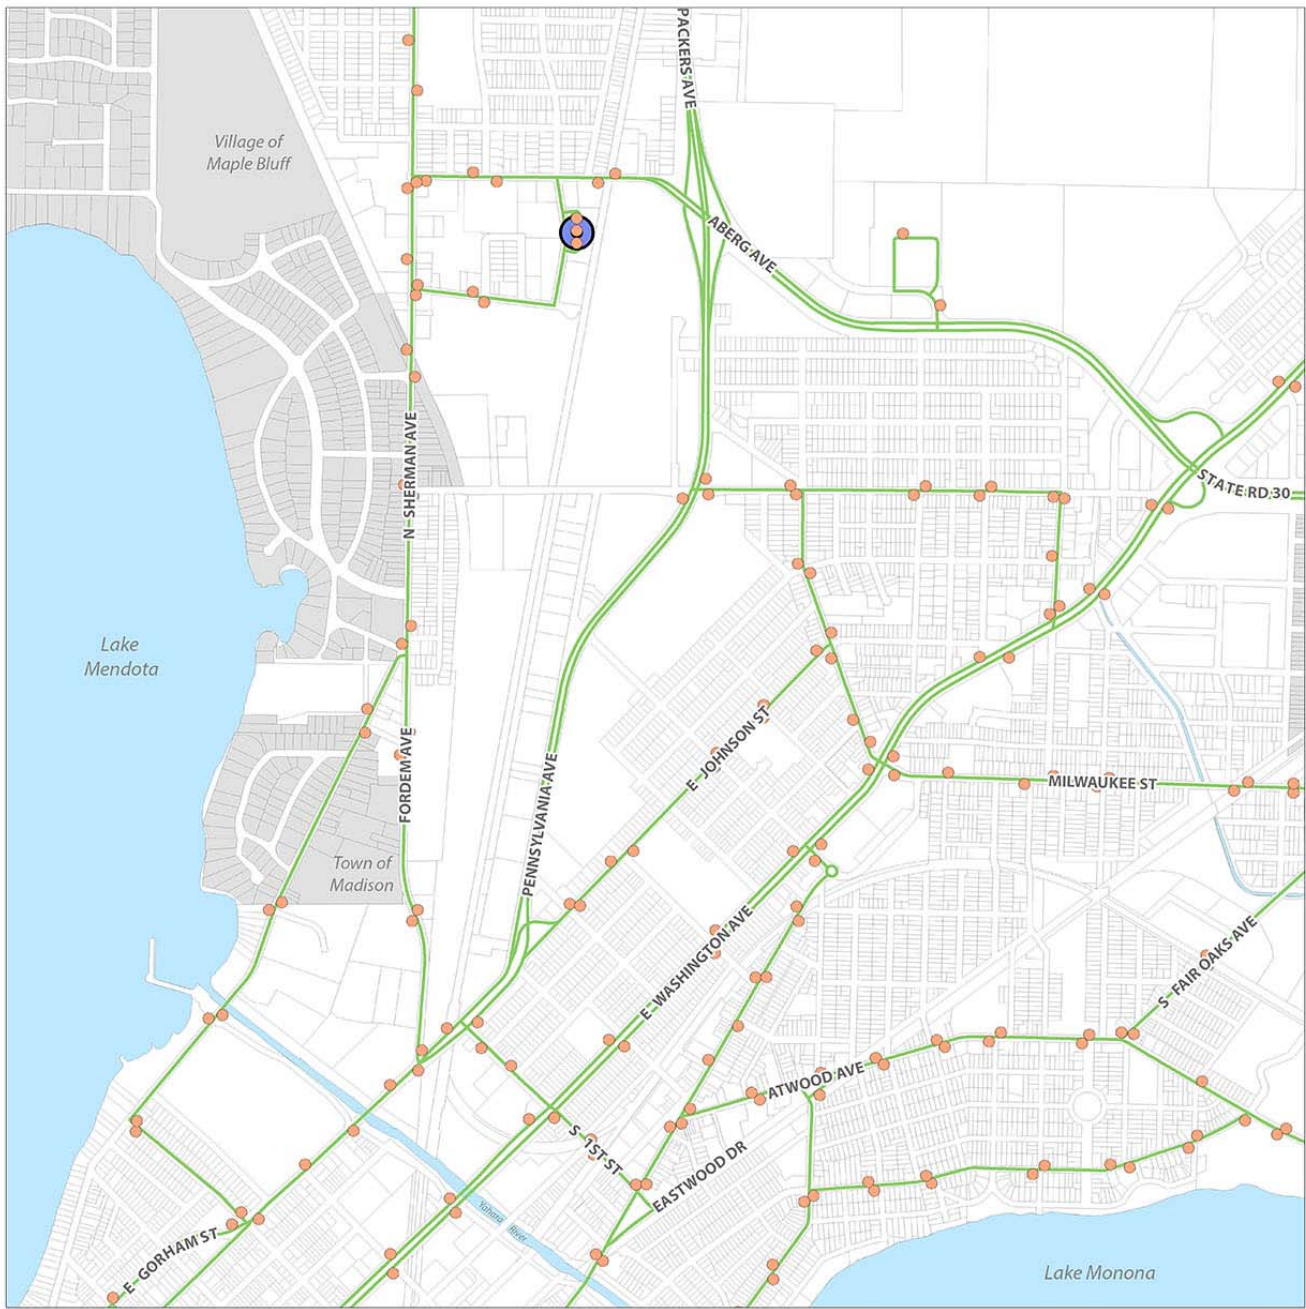 PACKERS AVE
Village of
Maple Bluff
ABERG AVE
N SHERMAN AVE
STATE RD 30
Lake
Mendota
E JOHNSON ST
FORDEM AVE
PENNSYLVANIA AVE
MILWAUKEE ST
Town of
Madison
E WASHINGTON AVE
S FAIR OAKS AVE
ATWOOD AVE
S 1ST ST
EASTWOOD DR
Yahara River
E GORHAM ST
Lake Monona